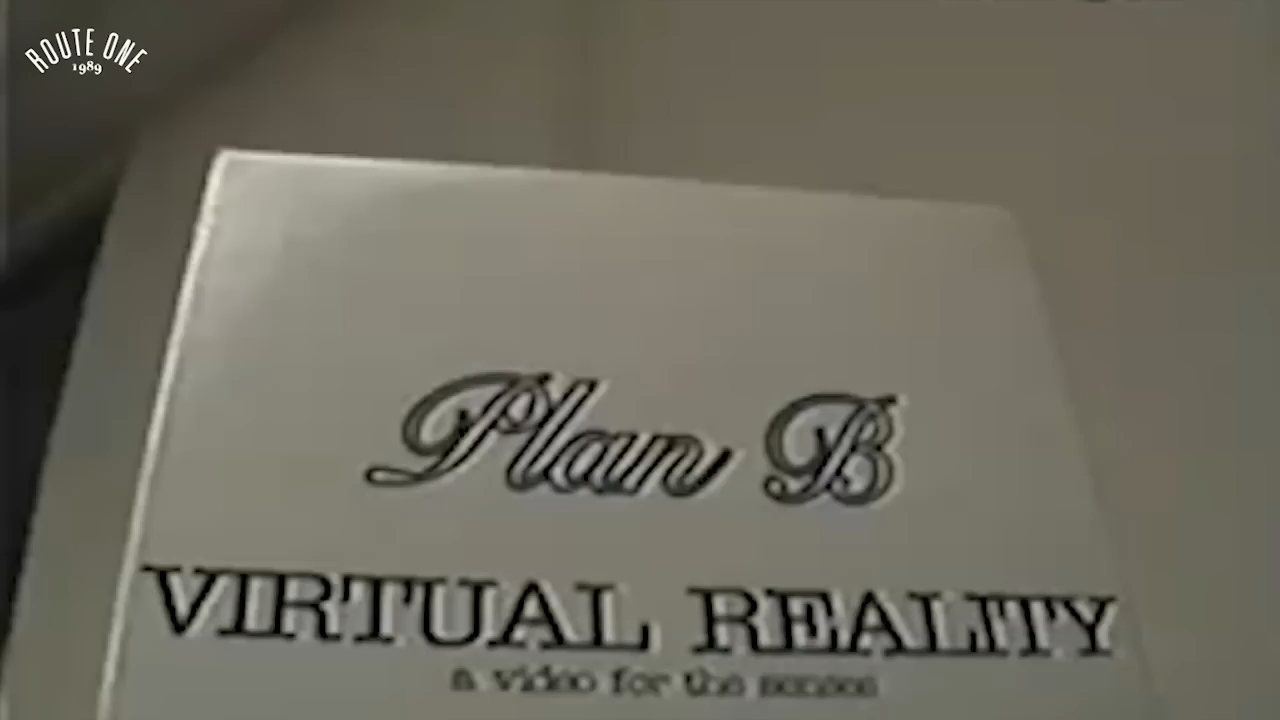 ROUTE ONE
1989
Plan B
VIRTUAL REALITY
a video for the senses